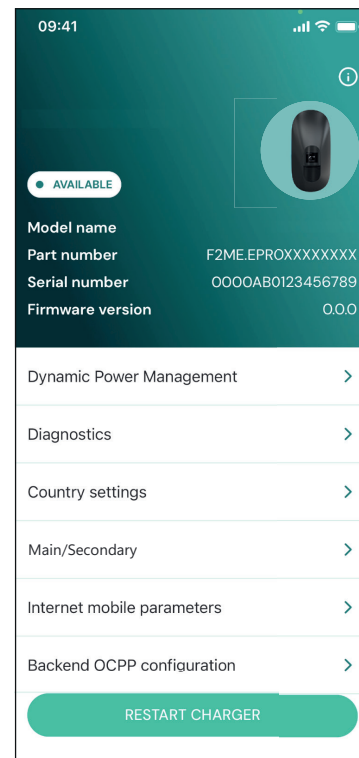 09:41
AVAILABLE
Model name
Part number F2ME.EPROXXXXXXXX
Serial number 0000AB0123456789
Firmware version 0.0.0
Dynamic Power Management
Diagnostics
Country settings
Main/Secondary
Internet mobile parameters
Backend OCPP configuration
RESTART CHARGER